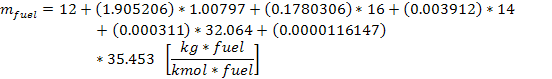 m_fuel = 12 + (1.905206) * 1.00797 + (0.1780306) * 16 + (0.003912) * 14
+ (0.000311) * 32.064 + (0.0000116147)
* 35.453 [kg * fuel / kmol * fuel]